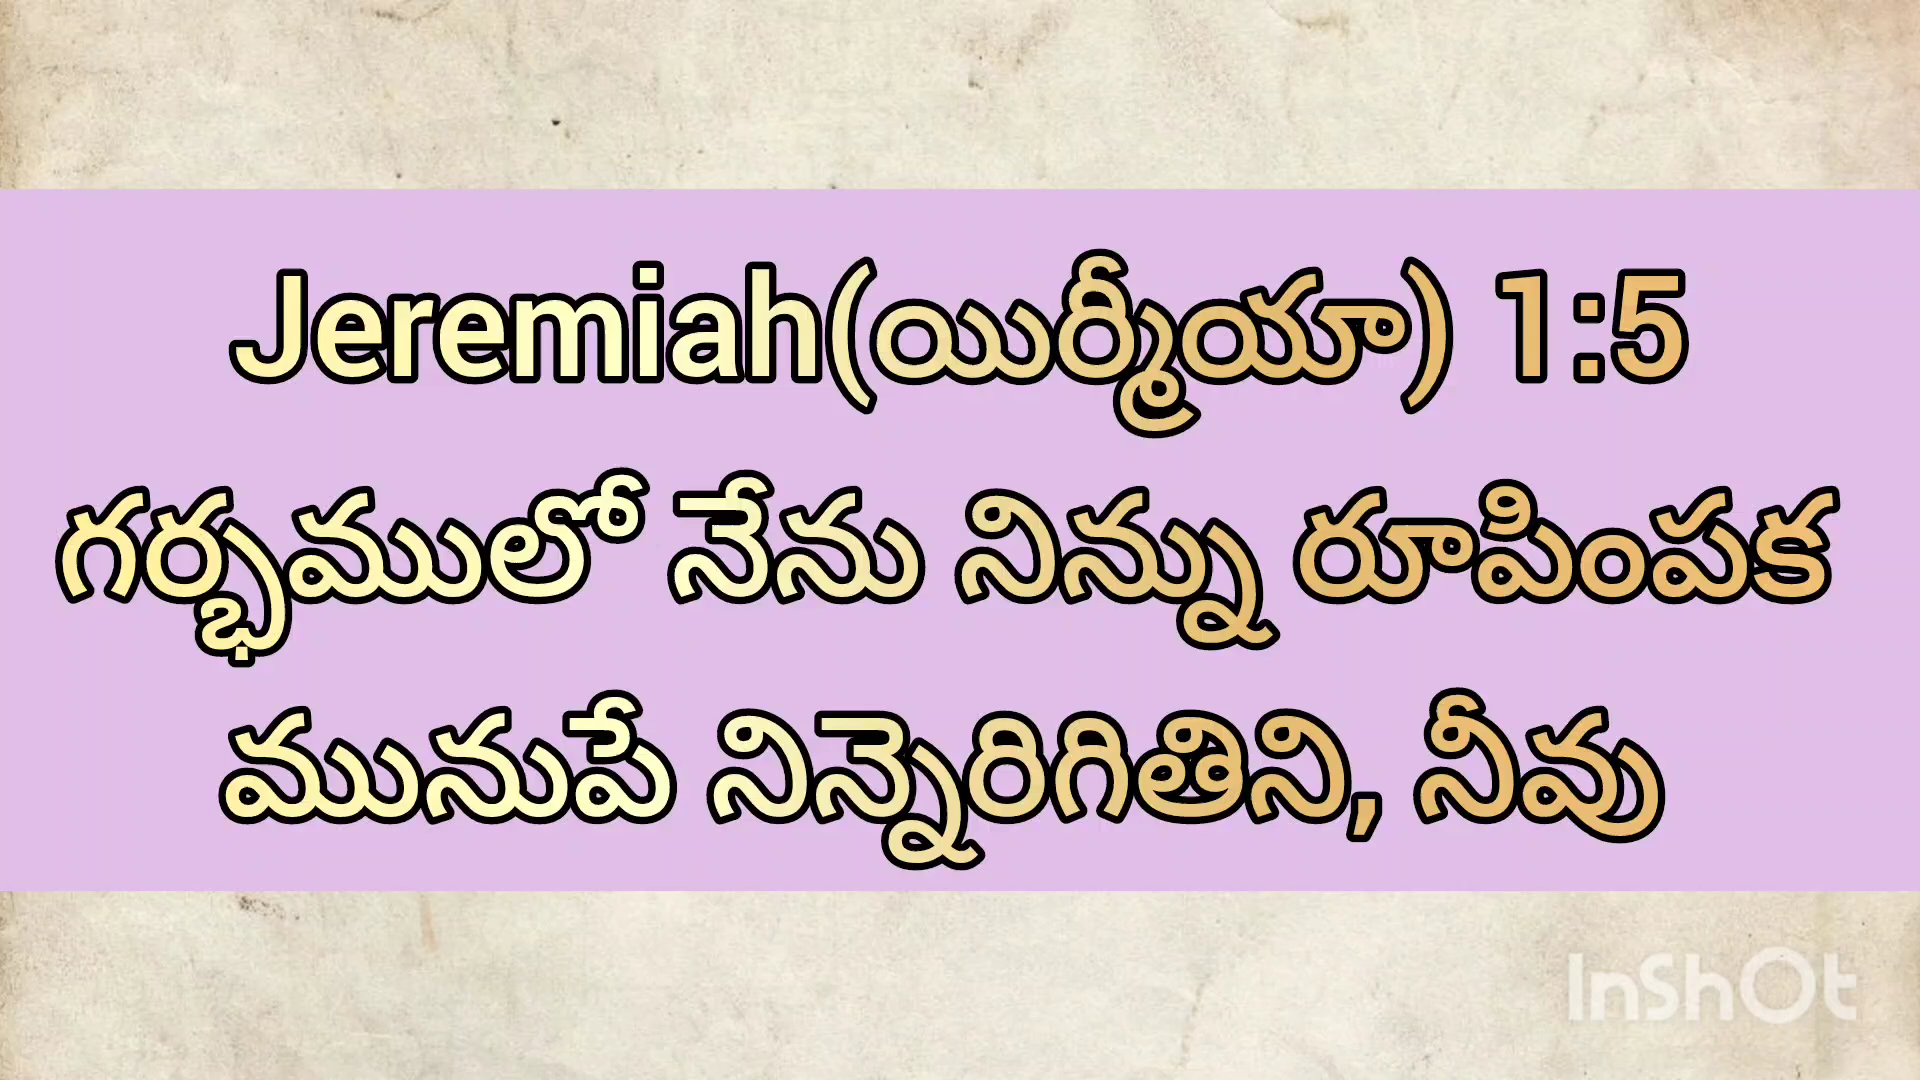 Jeremiah(యిర్మీయా) 1:5
గర్భములో నేను నిన్ను రూపింపక
మునుపే నిన్నెరిగితిని, నీవు
InShOt